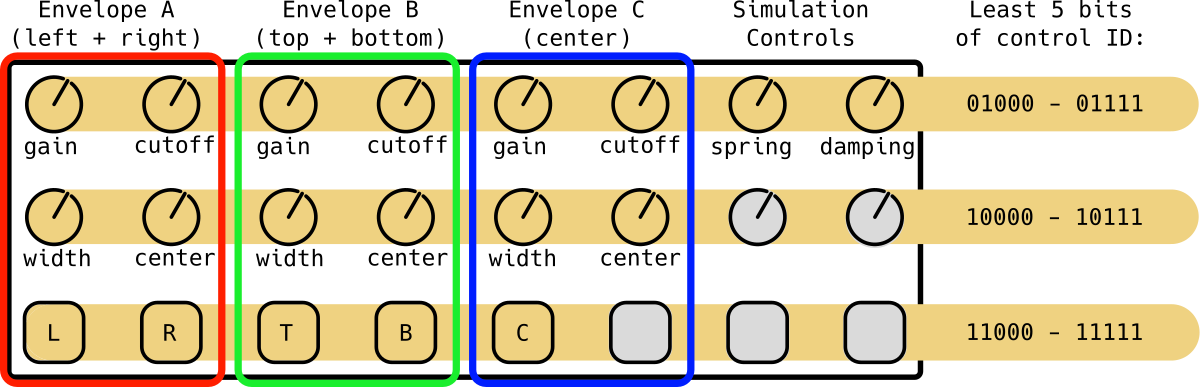 Envelope A
(left + right)
Envelope B
(top + bottom)
Envelope C
(center)
Simulation
Controls
Least 5 bits
of control ID:
gain cutoff gain cutoff gain cutoff spring damping
01000 - 01111
width center width center width center
10000 - 10111
L R T B C
11000 - 11111